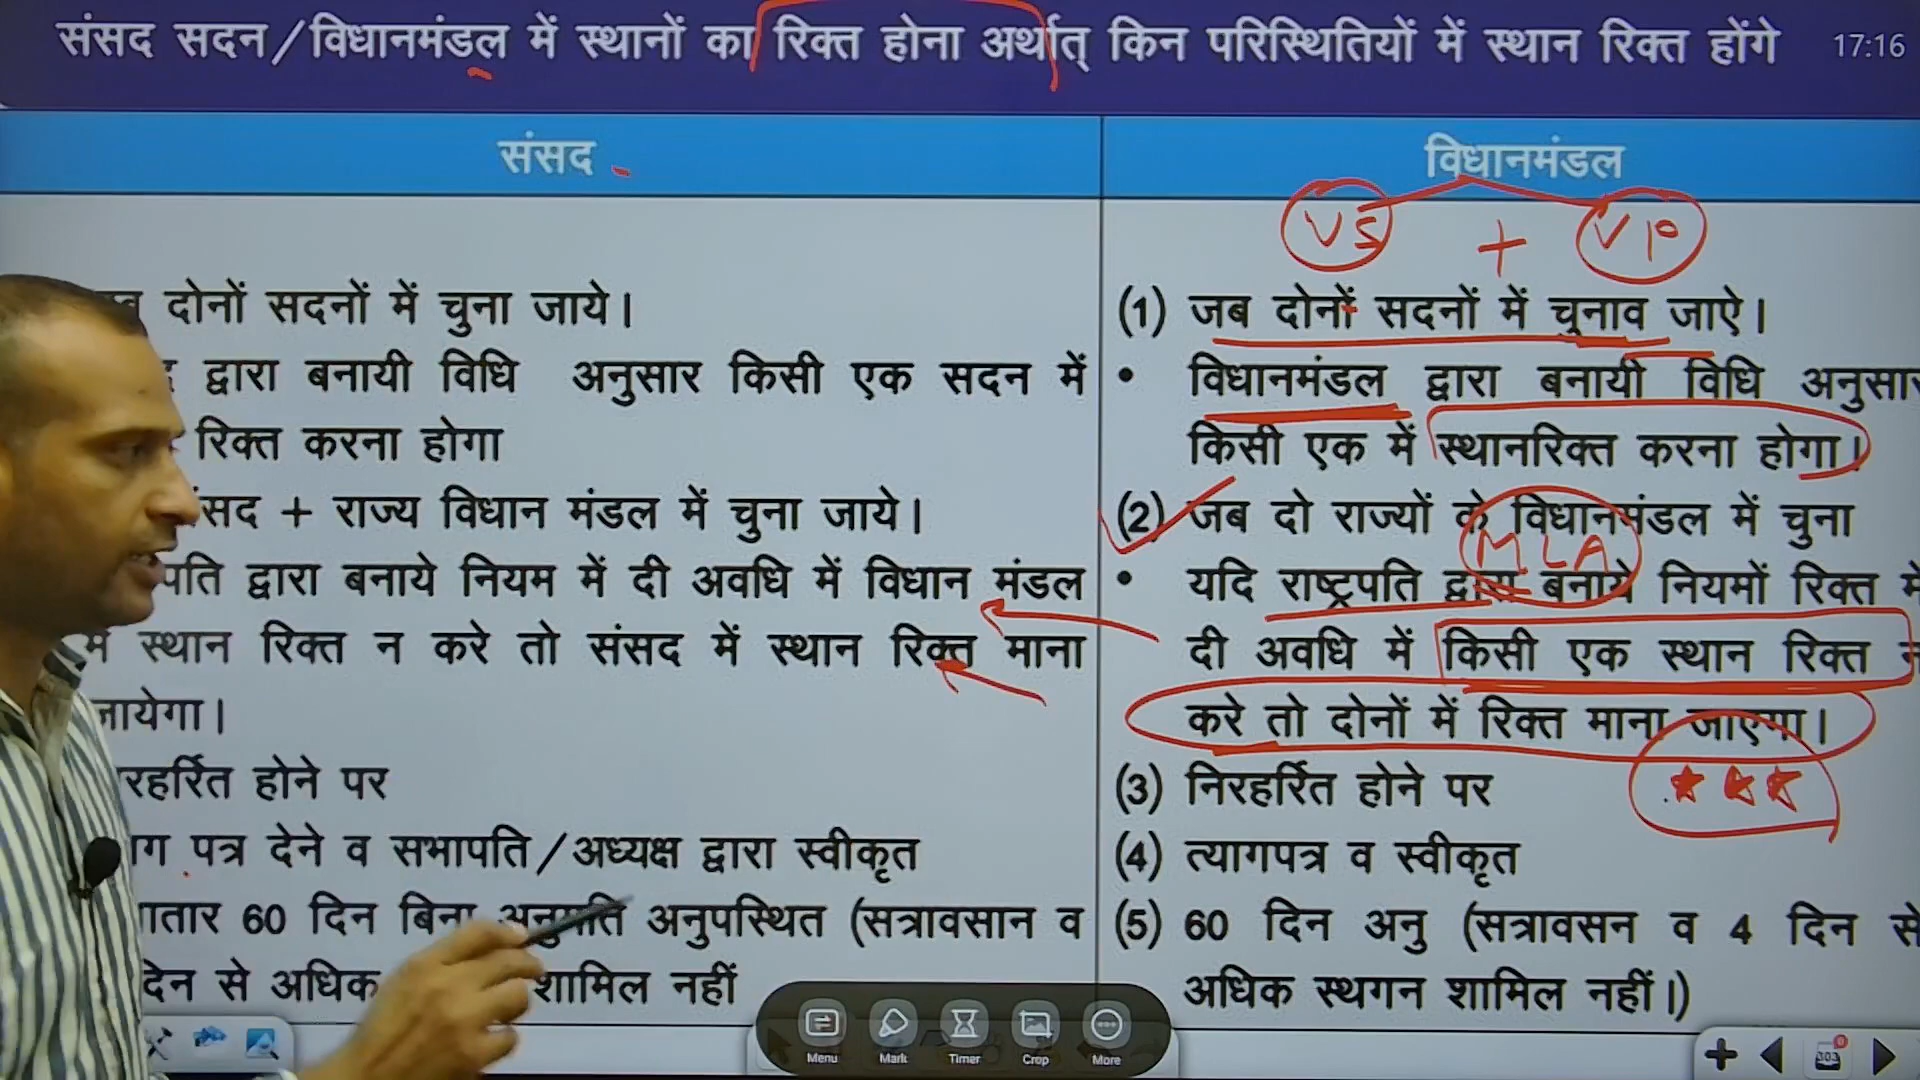 संसद सदन/विधानमंडल में स्थानों का रिक्त होना अर्थात् किन परिस्थितियों में स्थान रिक्त होंगे
17:16
संसद
दोनों सदनों में चुना जाये।
द्वारा बनायी विधि अनुसार किसी एक सदन में
रिक्त करना होगा
+ राज्य विधान मंडल में चुना जाये।
द्वारा बनाये नियम में दी अवधि में विधान मंडल
में स्थान रिक्त न करे तो संसद में स्थान रिक्त माना
जायेगा।
होने पर
पत्र देने व सभापति/अध्यक्ष द्वारा स्वीकृत
60 दिन बिना अनुमति अनुपस्थित (सत्रावसान व
दिन से अधिक शामिल नहीं
विधानमंडल
VS + VP
(1) जब दोनों सदनों में चुनाव जाऐ।
• विधानमंडल द्वारा बनायी विधि अनुसार
किसी एक में स्थानरिक्त करना होगा।
(2) जब दो राज्यों के विधानमंडल में चुना
MLA
• यदि राष्ट्रपति द्वारा बनाये नियमों रिक्त में
दी अवधि में किसी एक स्थान रिक्त न
करे तो दोनों में रिक्त माना जाएगा।
(3) निरहर्रित होने पर
(4) त्यागपत्र व स्वीकृत
(5) 60 दिन अनु (सत्रावसन व 4 दिन से
अधिक स्थगन शामिल नहीं।)
Menu Mark Timer Crop More
303